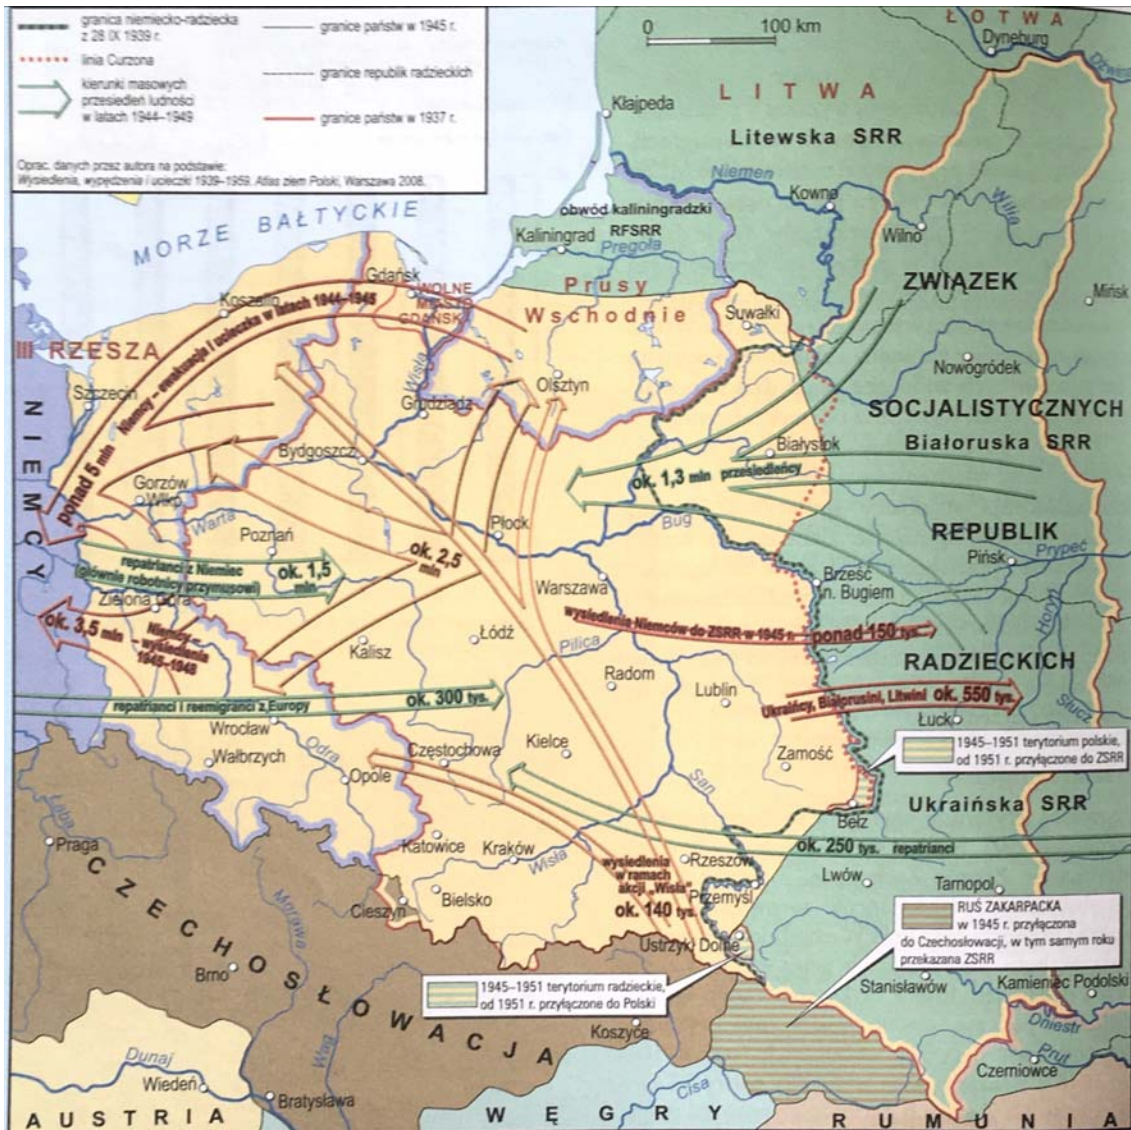 granica niemiecko-radziecka
z 28 IX 1939 r.
linia Curzona
kierunki masowych
przesiedleń ludności
w latach 1944–1949
granice państw w 1945 r.
granice republik radzieckich
granice państw w 1937 r.
Oprac. danych przez autora na podstawie:
Wysiedlenia, wypędzenia i ucieczki 1939–1959. Atlas ziem Polski, Warszawa 2008.
0 100 km
ŁOTWA
Dyneburg
Dźwina
LITWA
Kłajpeda
Litewska SRR
Niemen
Kowno
Wilia
Wilno
obwód kaliningradzki
RFSRR
Kaliningrad
Pregoła
MORZE BAŁTYCKIE
Prusy
Wschodnie
ZWIĄZEK
Mińsk
Gdańsk
WOLNE
MIASTO
GDAŃSK
Koszalin
Suwałki
III RZESZA
Niemcy – ewakuacja i ucieczka w latach 1944–1945
ponad 5 mln
Szczecin
Wisła
Olsztyn
Nowogródek
NIEMCY
Grudziądz
SOCJALISTYCZNYCH
Białoruska SRR
Bydgoszcz
Białystok
ok. 1,3 mln przesiedleńcy
Gorzów
Wlkp.
Warta
Poznań
Płock
Bug
REPUBLIK
Pińsk
Prypeć
ok. 2,5
mln
repatrianci z Niemiec
(głównie robotnicy przymusowi)
ok. 1,5
mln
Warszawa
Brześć
n. Bugiem
Horyń
Zielona Góra
ok. 3,5 mln
Niemcy –
wysiedlenia
1945–1948
Łódź
Kalisz
Pilica
wysiedlenia Niemców do ZSRR w 1945 r. ponad 150 tys.
RADZIECKICH
Radom
Lublin
Ukraińcy, Białorusini, Litwini ok. 550 tys.
repatrianci i reemigranci z Europy
ok. 300 tys.
Łuck
Słucz
Wrocław
Wałbrzych
Odra
Częstochowa
Kielce
Zamość
1945–1951 terytorium polskie,
od 1951 r. przyłączone do ZSRR
Opole
San
Bełz
Ukraińska SRR
Łaba
Praga
Katowice
Kraków
Wisła
wysiedlenia
w ramach
akcji „Wisła”
ok. 140 tys.
Rzeszów
Przemyśl
ok. 250 tys. repatrianci
Lwów
Tarnopol
CZECHOSŁOWACJA
Cieszyn
Bielsko
Morawa
Ustrzyki Dolne
RUŚ ZAKARPACKA
w 1945 r. przyłączona
do Czechosłowacji, w tym samym roku
przekazana ZSRR
Brno
1945–1951 terytorium radzieckie,
od 1951 r. przyłączone do Polski
Stanisławów
Kamieniec Podolski
Koszyce
Dniestr
Wag
Dunaj
Wiedeń
Bratysława
Cisa
Prut
Czerniowce
AUSTRIA
WĘGRY
RUMUNIA